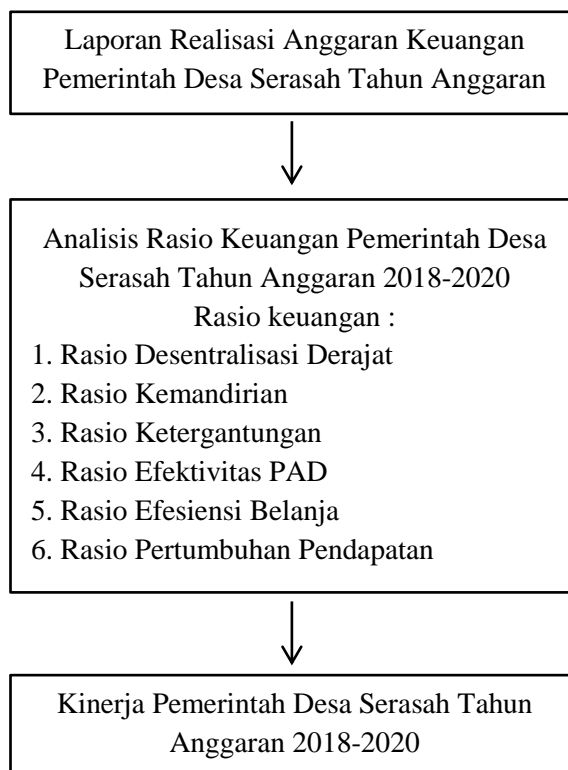 Laporan Realisasi Anggaran Keuangan
Pemerintah Desa Serasah Tahun Anggaran
Analisis Rasio Keuangan Pemerintah Desa
Serasah Tahun Anggaran 2018-2020
Rasio keuangan :
1. Rasio Desentralisasi Derajat
2. Rasio Kemandirian
3. Rasio Ketergantungan
4. Rasio Efektivitas PAD
5. Rasio Efesiensi Belanja
6. Rasio Pertumbuhan Pendapatan
Kinerja Pemerintah Desa Serasah Tahun
Anggaran 2018-2020